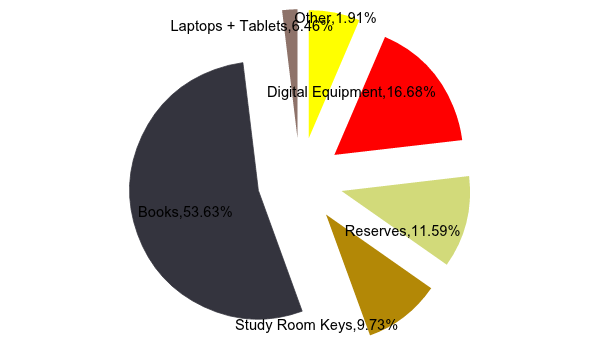 Other,1.91%
Laptops + Tablets,6.46%
Digital Equipment,16.68%
Books,53.63%
Reserves,11.59%
Study Room Keys,9.73%